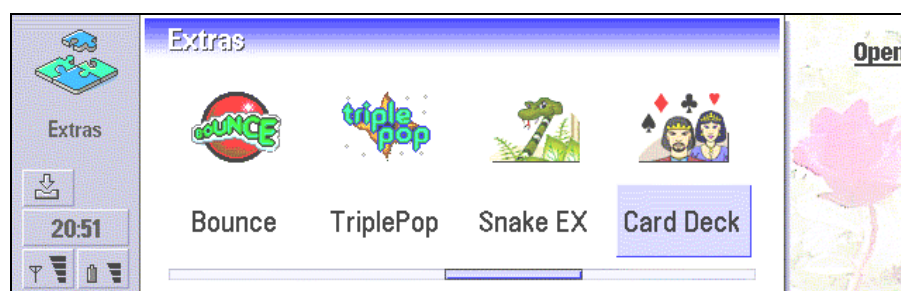 Extras
Open
BOUNCE
triple
pop
Extras
Bounce TriplePop Snake EX Card Deck
20:51